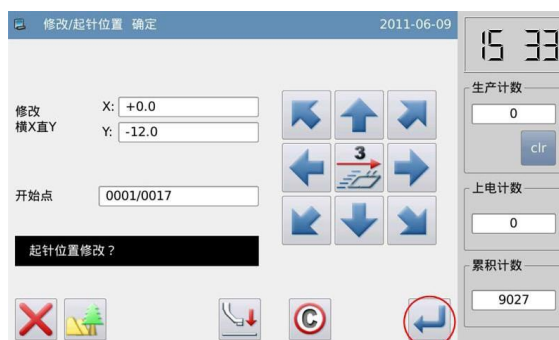 修改/起针位置 确定 2011-06-09
15 33
生产计数
0
clr
修改
横X直Y
X: +0.0
Y: -12.0
3
上电计数
0
开始点 0001/0017
起针位置修改？
累积计数
9027
C